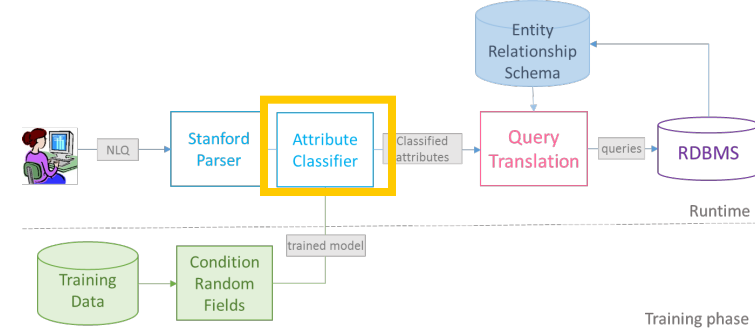 Entity
Relationship
Schema
NLQ
Stanford
Parser
Attribute
Classifier
Classified
attributes
Query
Translation
queries
RDBMS
Runtime
trained model
Training
Data
Condition
Random
Fields
Training phase